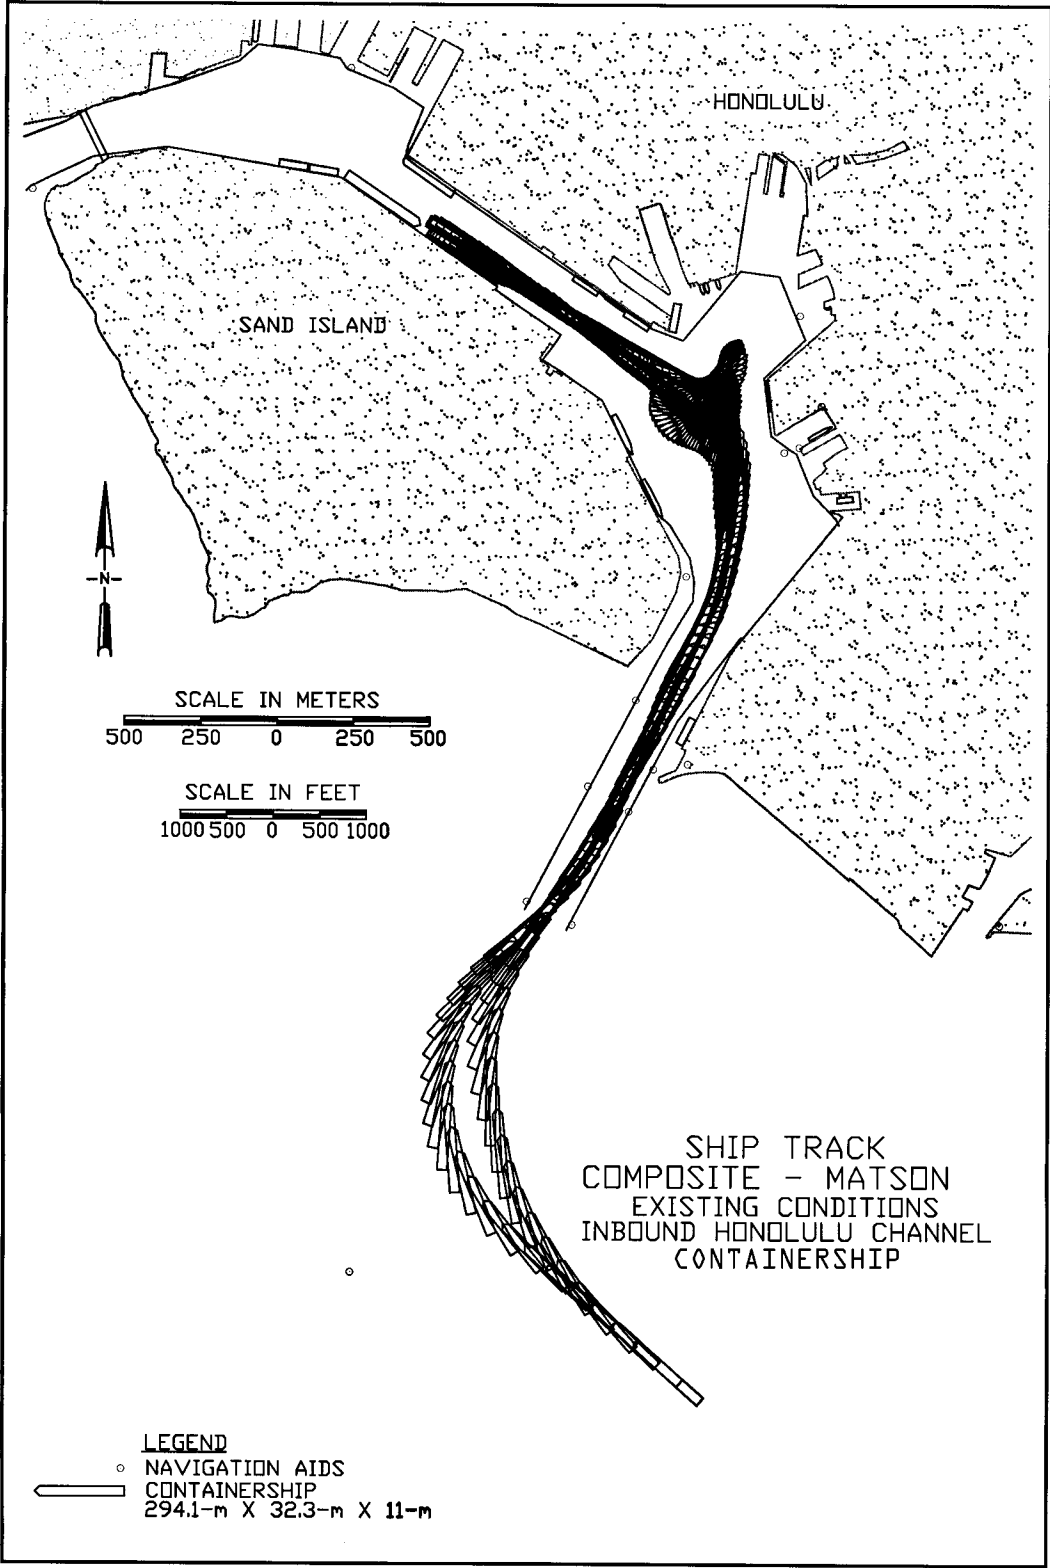 HONOLULU
SAND ISLAND
-N-
SCALE IN METERS
500 250 0 250 500
SCALE IN FEET
1000 500 0 500 1000
SHIP TRACK
COMPOSITE - MATSON
EXISTING CONDITIONS
INBOUND HONOLULU CHANNEL
CONTAINERSHIP
LEGEND
NAVIGATION AIDS
CONTAINERSHIP
294.1-m X 32.3-m X 11-m